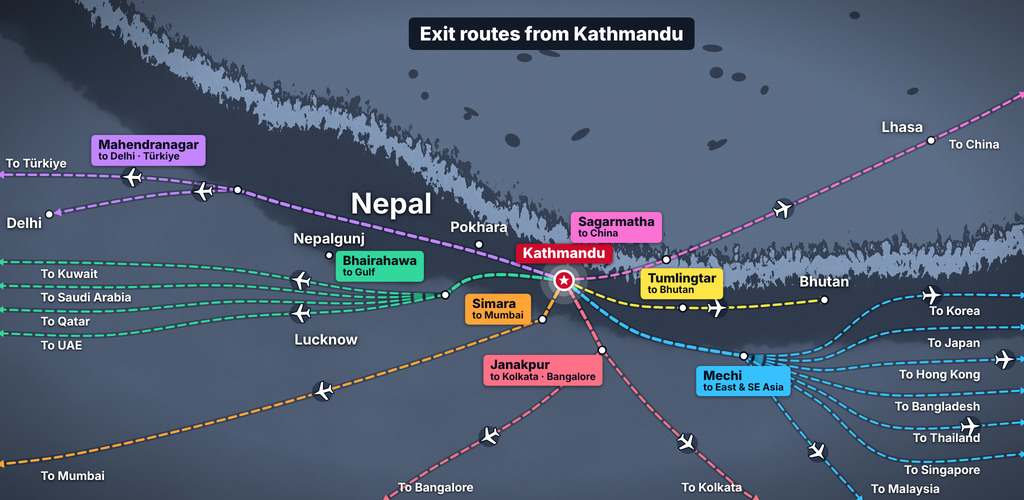 Exit routes from Kathmandu
Lhasa
To China
Mahendranagar
to Delhi · Türkiye
To Türkiye
Delhi
Nepal
Pokhara
Sagarmatha
to China
Nepalgunj
Kathmandu
Bhairahawa
to Gulf
Tumlingtar
to Bhutan
Bhutan
To Kuwait
To Saudi Arabia
To Qatar
To UAE
Simara
to Mumbai
Lucknow
Janakpur
to Kolkata · Bangalore
Mechi
to East & SE Asia
To Korea
To Japan
To Hong Kong
To Bangladesh
To Thailand
To Singapore
To Malaysia
To Mumbai
To Bangalore
To Kolkata